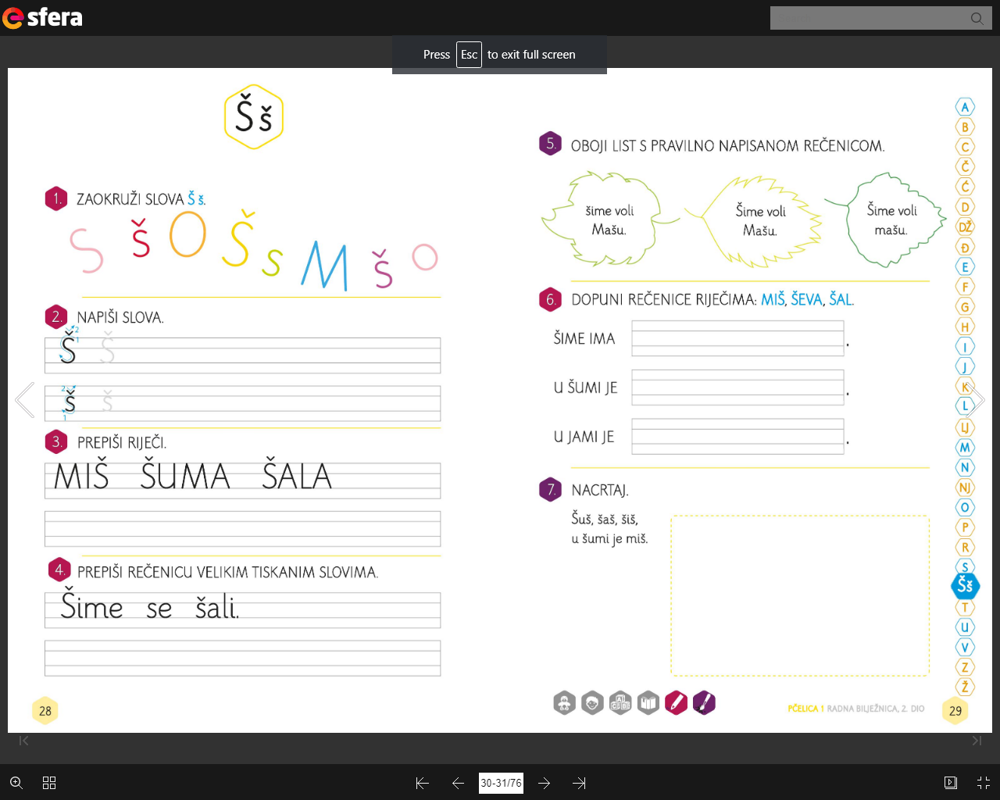 sfera
Press Esc to exit full screen
Š š
1. ZAOKRUŽI SLOVA Š š.
S š O Š s M š o
2. NAPIŠI SLOVA.
Š Š
1 2
š š
2 1
3. PREPIŠI RIJEČI.
MIŠ ŠUMA ŠALA
4. PREPIŠI REČENICU VELIKIM TISKANIM SLOVIMA.
Šime se šali.
28
5. OBOJI LIST S PRAVILNO NAPISANOM REČENICOM.
šime voli
Mašu.
Šime voli
Mašu.
Šime voli
mašu.
6. DOPUNI REČENICE RIJEČIMA: MIŠ, ŠEVA, ŠAL.
ŠIME IMA .
U ŠUMI JE .
U JAMI JE .
7. NACRTAJ.
Šuš, šaš, šiš,
u šumi je miš.
PČELICA 1 RADNA BILJEŽNICA, 2. DIO
29
A
B
C
Č
Ć
D
DŽ
Đ
E
F
G
H
I
J
K
L
LJ
M
N
NJ
O
P
R
S
Šš
T
U
V
Z
Ž
30-31/76